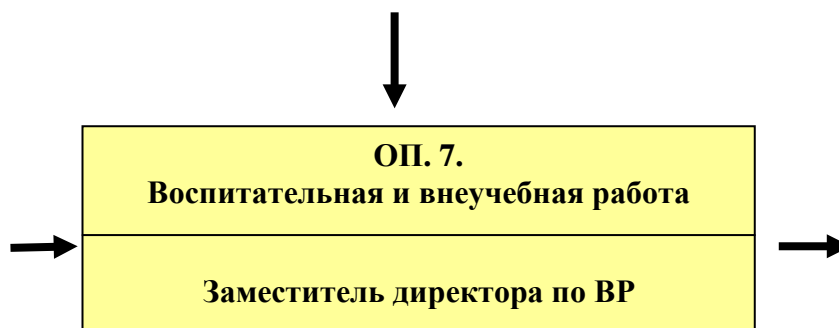 ОП. 7.
Воспитательная и внеучебная работа
Заместитель директора по ВР